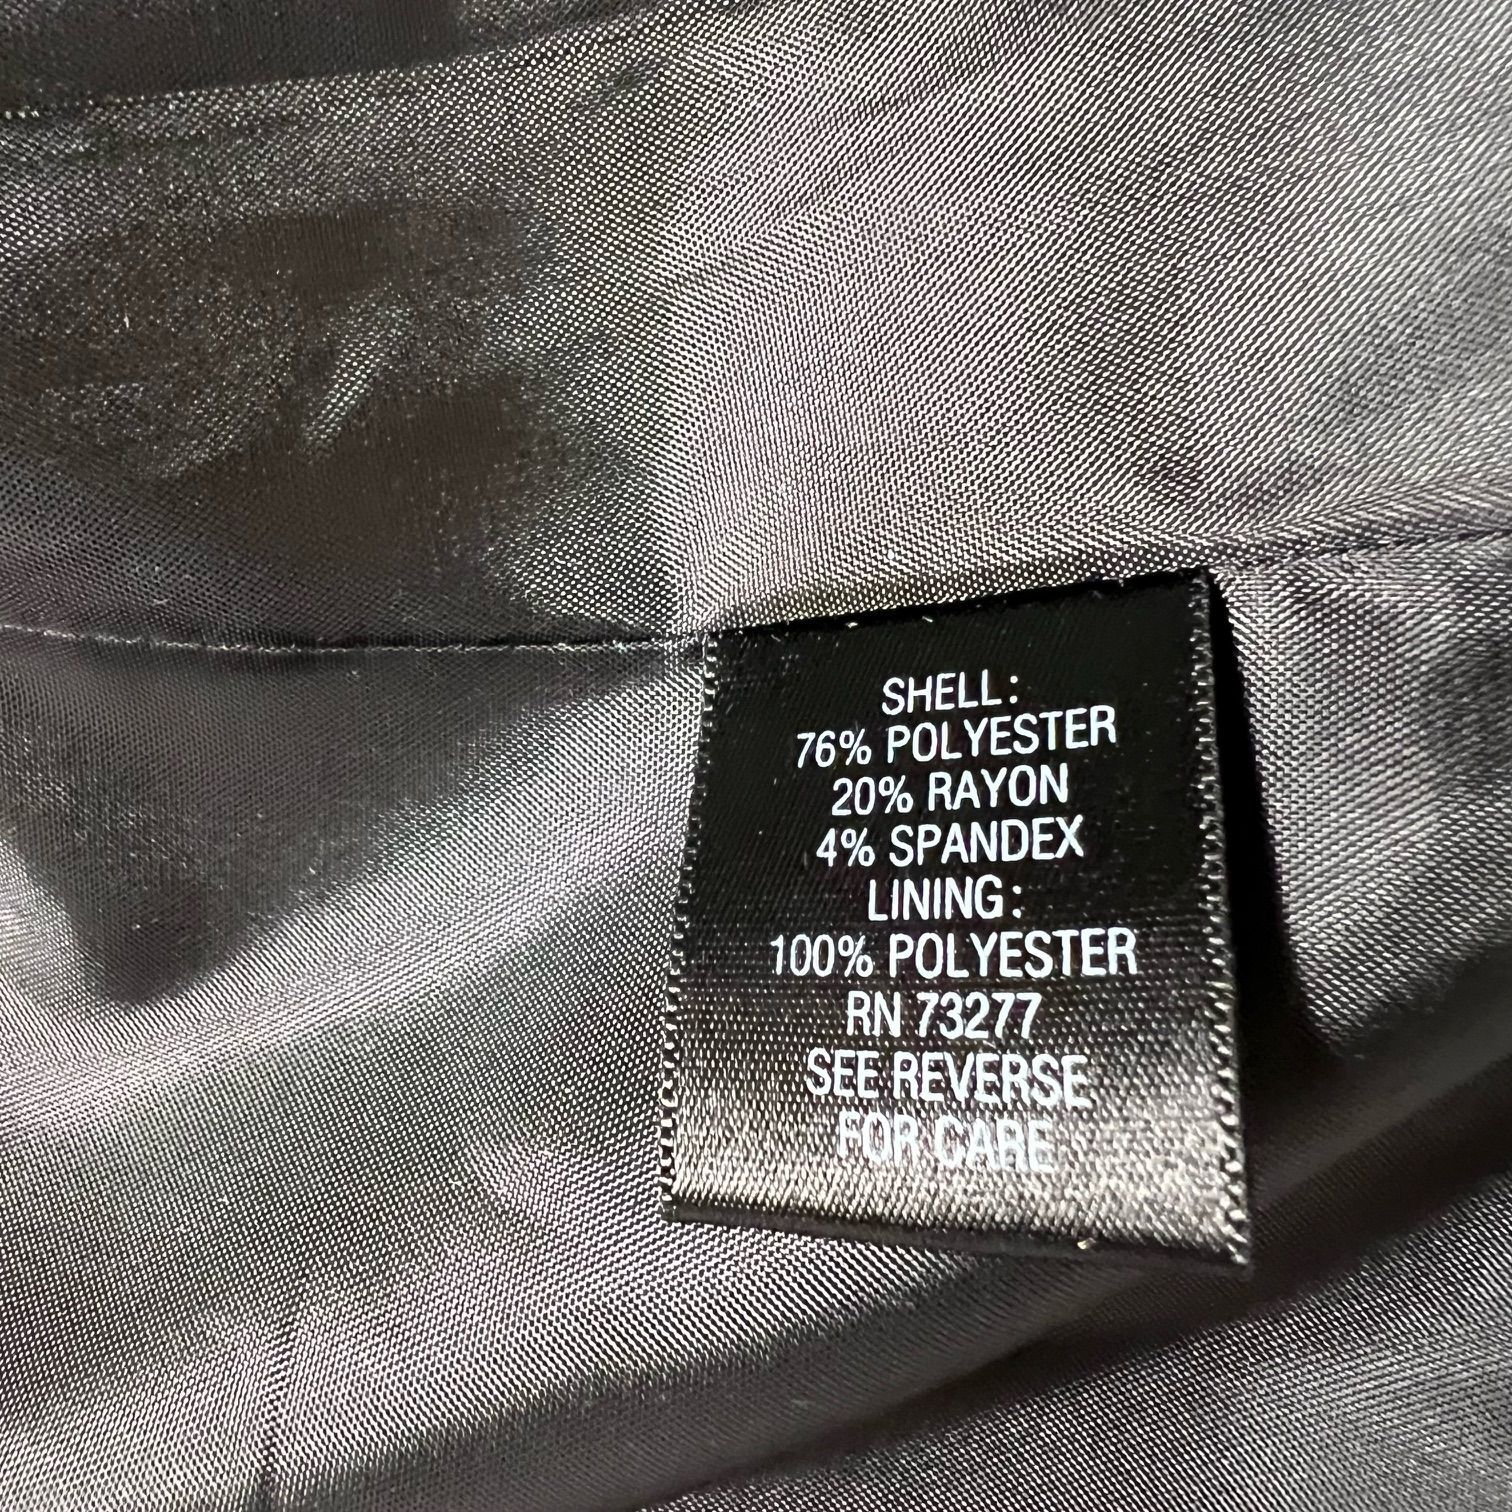 SHELL:
76% POLYESTER
20% RAYON
4% SPANDEX
LINING:
100% POLYESTER
RN 73277
SEE REVERSE
FOR CARE